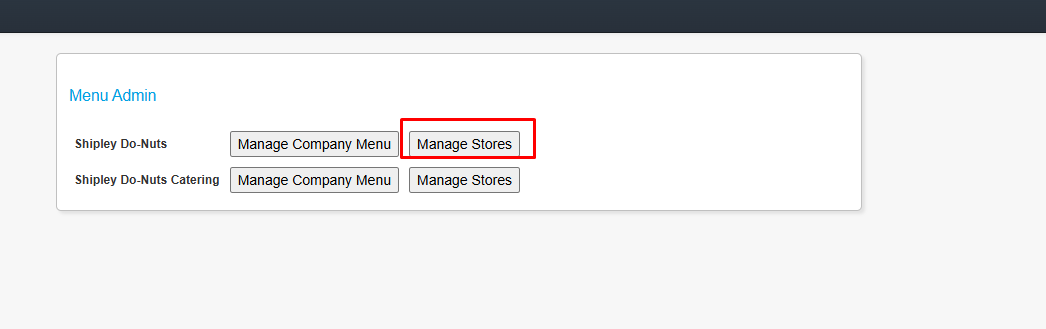 Menu Admin
Shipley Do-Nuts Manage Company Menu Manage Stores
Shipley Do-Nuts Catering Manage Company Menu Manage Stores